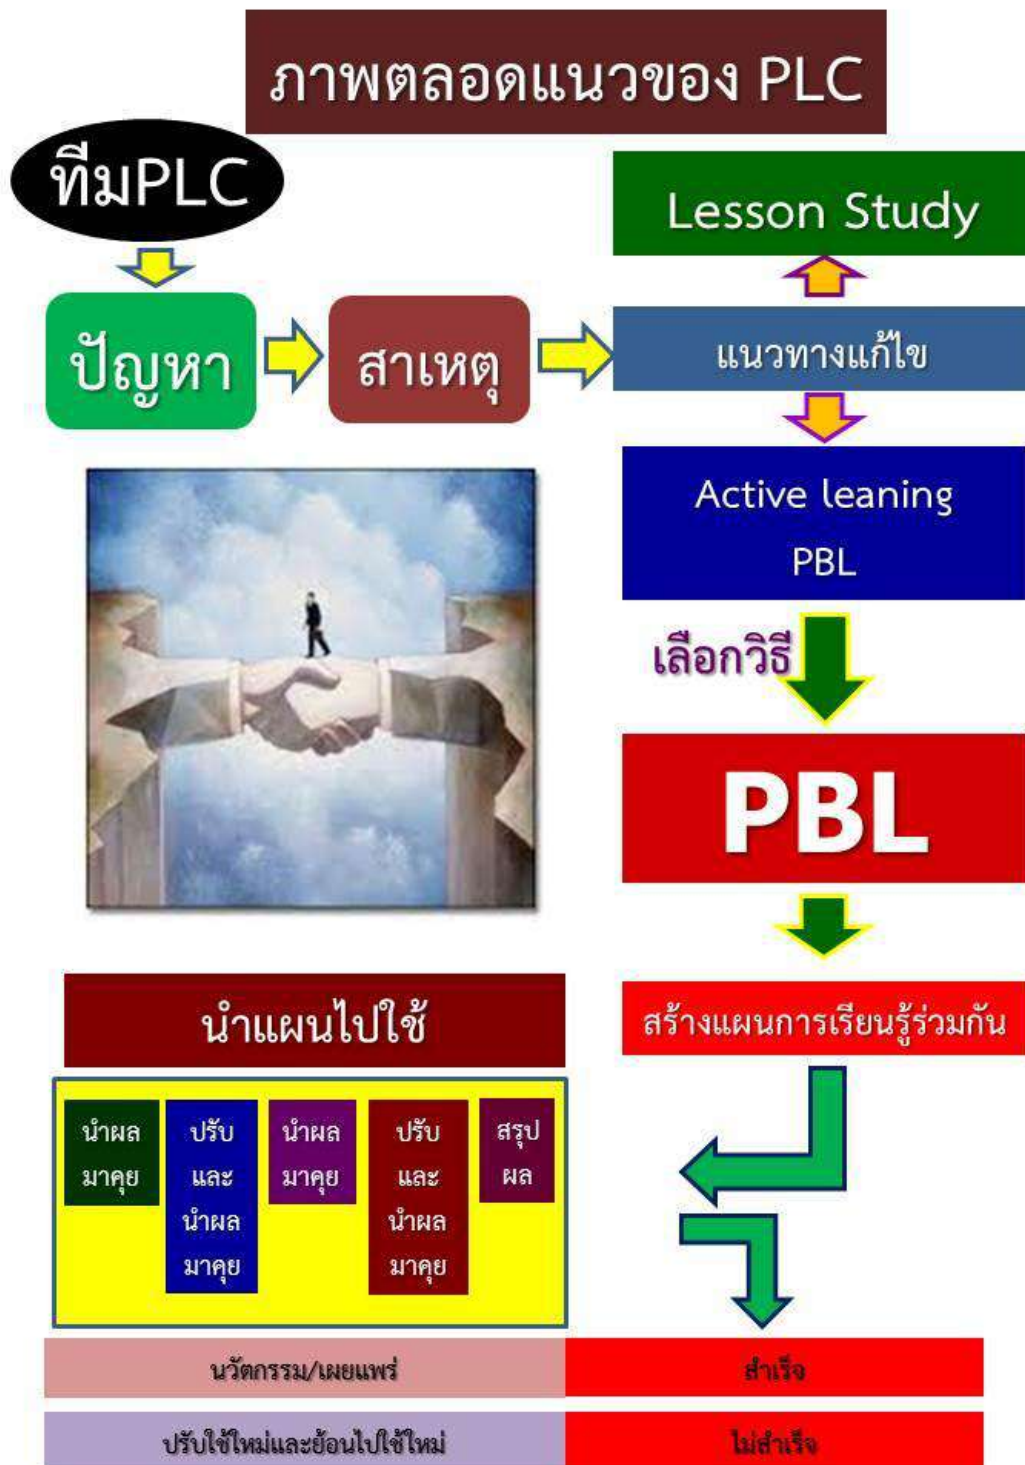 ภาพตลอดแนวของ PLC
ทีมPLC
ปัญหา
สาเหตุ
แนวทางแก้ไข
Lesson Study
Active leaning
PBL
เลือกวิธี
PBL
สร้างแผนการเรียนรู้ร่วมกัน
นำแผนไปใช้
นำผล
มาคุย
ปรับ
และ
นำผล
มาคุย
นำผล
มาคุย
ปรับ
และ
นำผล
มาคุย
สรุป
ผล
นวัตกรรม/เผยแพร่
สำเร็จ
ปรับใช้ใหม่และย้อนไปใช้ใหม่
ไม่สำเร็จ